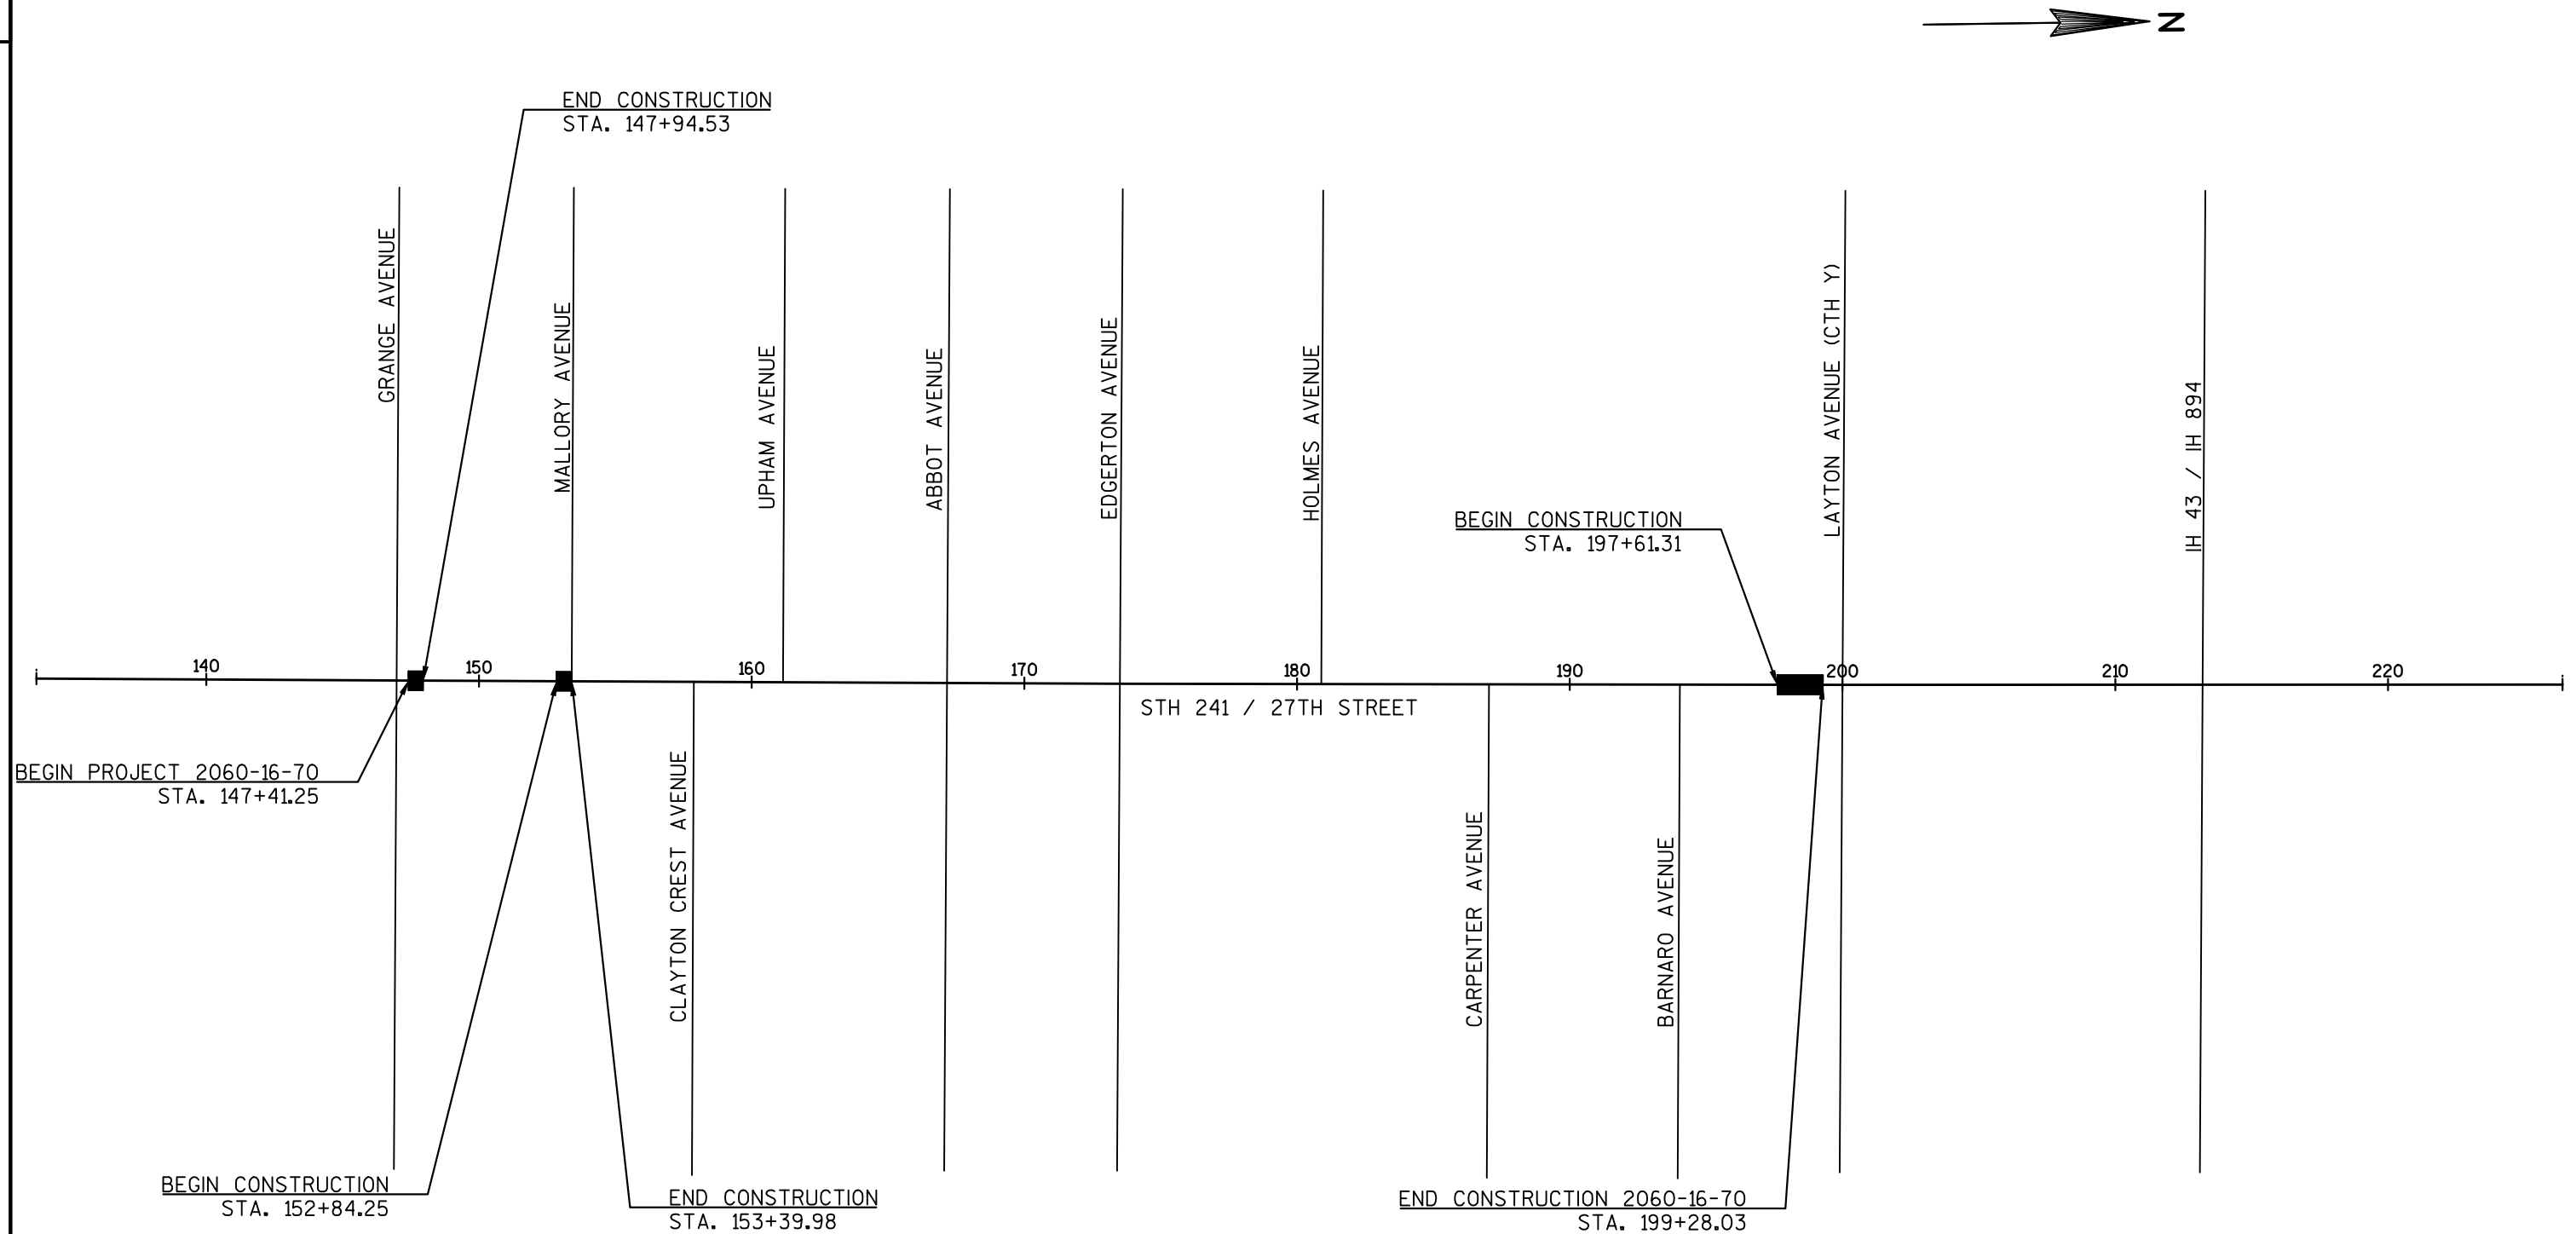 N
END CONSTRUCTION
STA. 147+94.53
GRANGE AVENUE
MALLORY AVENUE
UPHAM AVENUE
ABBOT AVENUE
EDGERTON AVENUE
HOLMES AVENUE
LAYTON AVENUE (CTH Y)
IH 43 / IH 894
BEGIN CONSTRUCTION
STA. 197+61.31
140
150
160
170
180
190
200
210
220
STH 241 / 27TH STREET
BEGIN PROJECT 2060-16-70
STA. 147+41.25
CLAYTON CREST AVENUE
CARPENTER AVENUE
BARNARO AVENUE
BEGIN CONSTRUCTION
STA. 152+84.25
END CONSTRUCTION
STA. 153+39.98
END CONSTRUCTION 2060-16-70
STA. 199+28.03